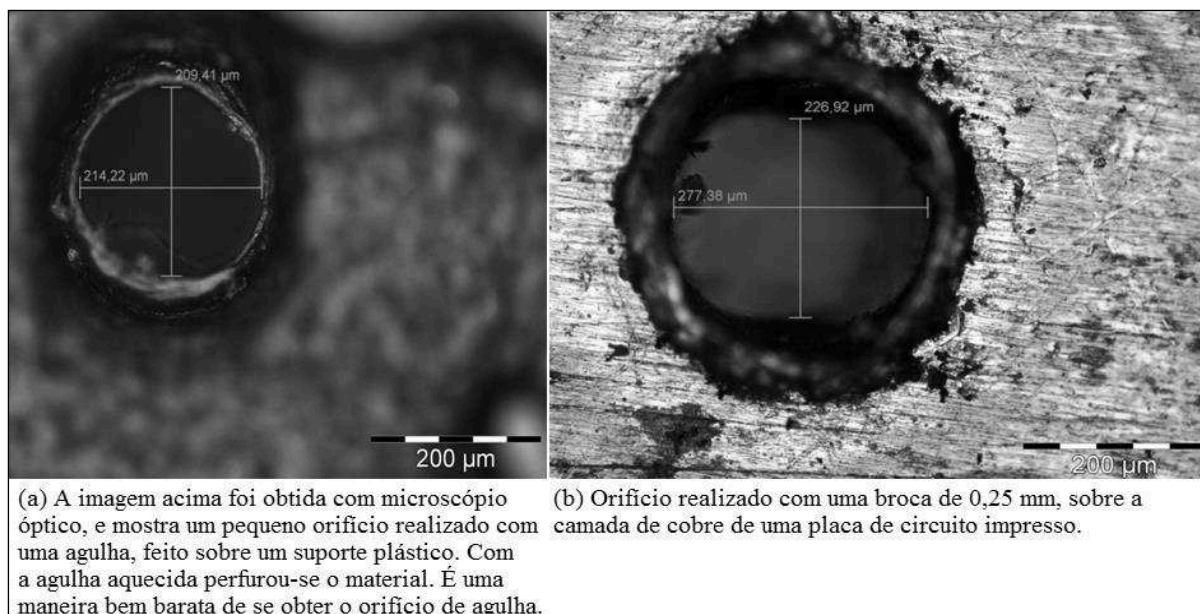 209,41 µm
214,22 µm
200 µm
226,92 µm
277,38 µm
200 µm
(a) A imagem acima foi obtida com microscópio
óptico, e mostra um pequeno orifício realizado com
uma agulha, feito sobre um suporte plástico. Com
a agulha aquecida perfurou-se o material. É uma
maneira bem barata de se obter o orifício de agulha.
(b) Orifício realizado com uma broca de 0,25 mm, sobre a
camada de cobre de uma placa de circuito impresso.